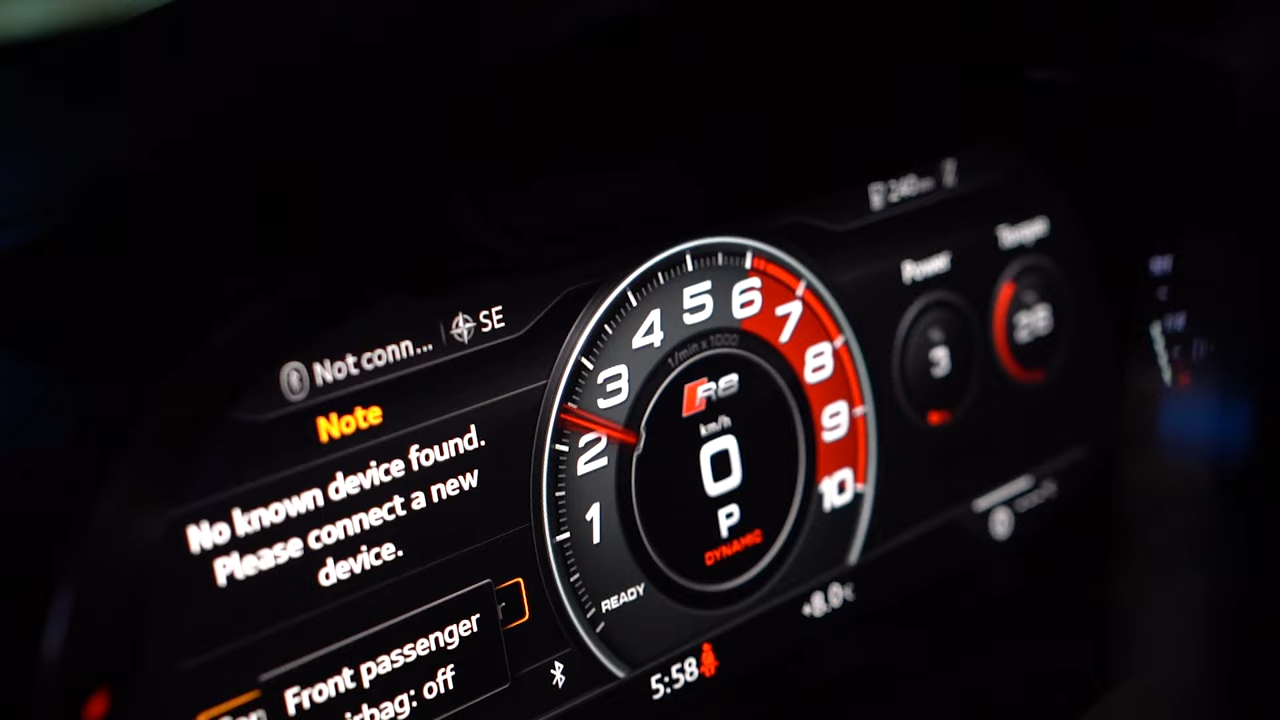 Not conn...
SE
Note
No known device found.
Please connect a new
device.
Front passenger
airbag: off
1
2
3
4
5
6
7
8
9
10
1/min x 1000
R8
km/h
0
P
DYNAMIC
READY
5:58
+8.0
240
Power
3
Torque